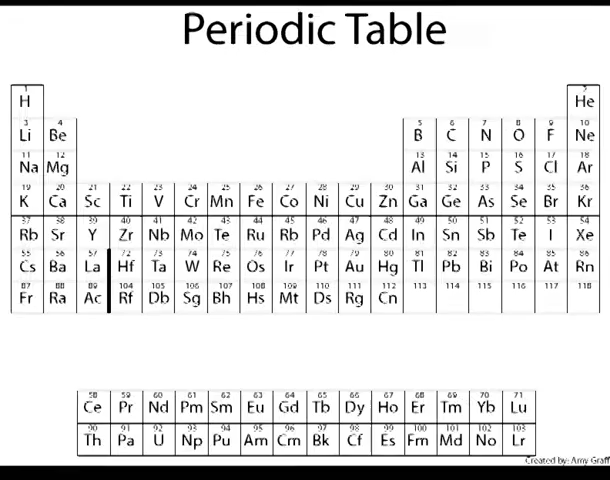 Periodic Table
1 2
H He
3 4 5 6 7 8 9 10
Li Be B C N O F Ne
11 12 13 14 15 16 17 18
Na Mg Al Si P S Cl Ar
19 20 21 22 23 24 25 26 27 28 29 30 31 32 33 34 35 36
K Ca Sc Ti V Cr Mn Fe Co Ni Cu Zn Ga Ge As Se Br Kr
37 38 39 40 41 42 43 44 45 46 47 48 49 50 51 52 53 54
Rb Sr Y Zr Nb Mo Te Ru Rb Pd Ag Cd In Sn Sb Te I Xe
55 56 57 72 73 74 75 76 77 78 79 80 81 82 83 84 85 86
Cs Ba La Hf Ta W Re Os Ir Pt Au Hg Tl Pb Bi Po At Rn
87 88 89 104 105 106 107 108 109 110 111 112 113 114 115 116 117 118
Fr Ra Ac Rf Db Sg Bh Hs Mt Ds Rg Cn
58 59 60 61 62 63 64 65 66 67 68 69 70 71
Ce Pr Nd Pm Sm Eu Gd Tb Dy Ho Er Tm Yb Lu
90 91 92 93 94 95 96 97 98 99 100 101 102 103
Th Pa U Np Pu Am Cm Bk Cf Es Fm Md No Lr
Created by: Amy Graff